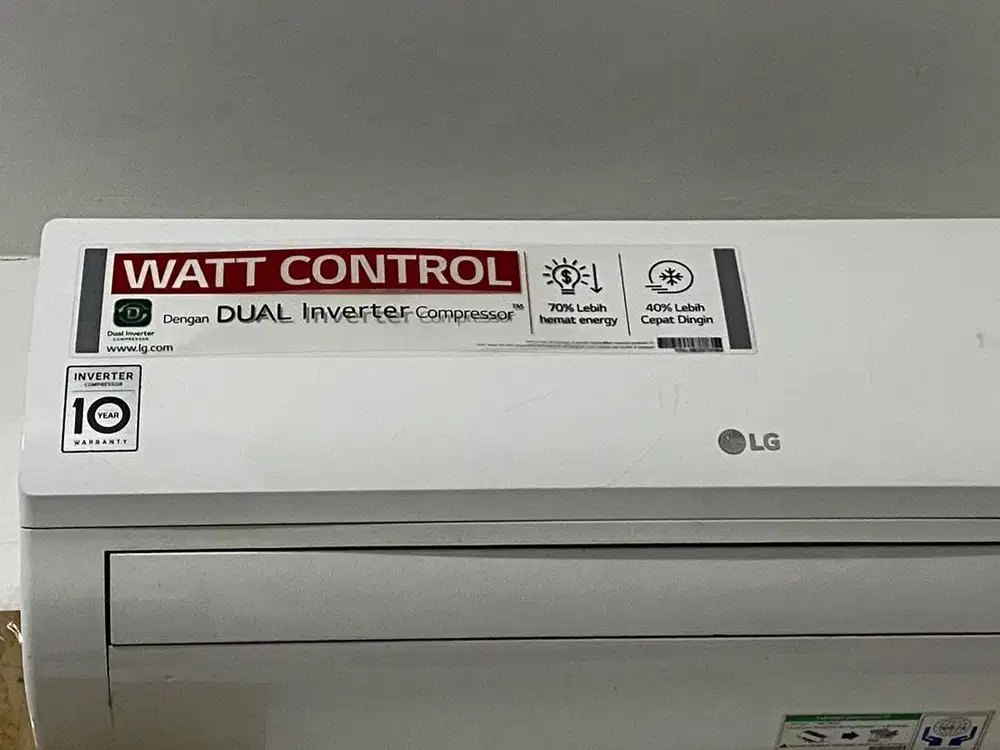 WATT CONTROL
Dual Inverter
COMPRESSOR
Dengan DUAL Inverter Compressor™
www.lg.com
70% Lebih
hemat energy
40% Lebih
Cepat Dingin
INVERTER
COMPRESSOR
10 YEAR
WARRANTY
LG